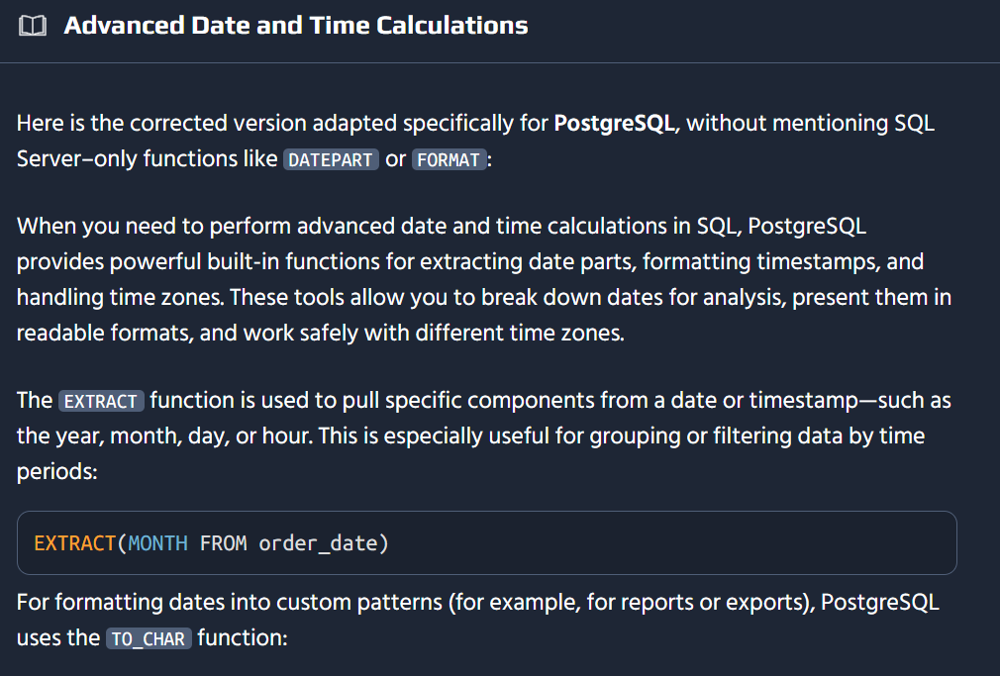 Advanced Date and Time Calculations
Here is the corrected version adapted specifically for PostgreSQL, without mentioning SQL
Server–only functions like DATEPART or FORMAT:
When you need to perform advanced date and time calculations in SQL, PostgreSQL
provides powerful built-in functions for extracting date parts, formatting timestamps, and
handling time zones. These tools allow you to break down dates for analysis, present them in
readable formats, and work safely with different time zones.
The EXTRACT function is used to pull specific components from a date or timestamp—such as
the year, month, day, or hour. This is especially useful for grouping or filtering data by time
periods:
EXTRACT(MONTH FROM order_date)
For formatting dates into custom patterns (for example, for reports or exports), PostgreSQL
uses the TO_CHAR function: